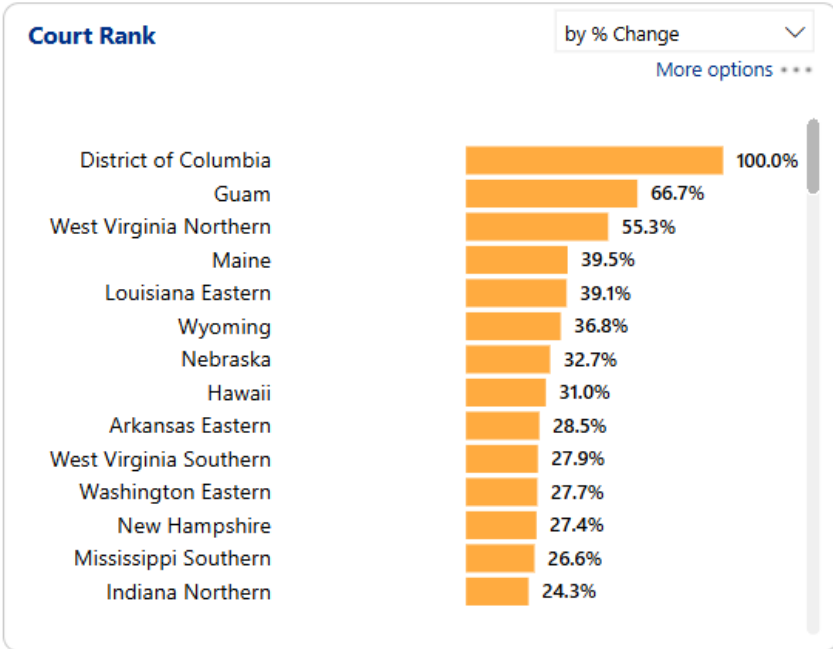 Court Rank
by % Change
More options
District of Columbia 100.0%
Guam 66.7%
West Virginia Northern 55.3%
Maine 39.5%
Louisiana Eastern 39.1%
Wyoming 36.8%
Nebraska 32.7%
Hawaii 31.0%
Arkansas Eastern 28.5%
West Virginia Southern 27.9%
Washington Eastern 27.7%
New Hampshire 27.4%
Mississippi Southern 26.6%
Indiana Northern 24.3%